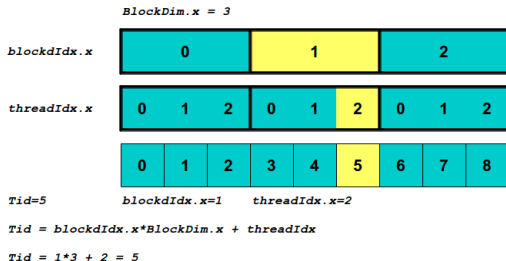 BlockDim.x = 3
blockdIdx.x 0 1 2
threadIdx.x 0 1 2 0 1 2 0 1 2
0 1 2 3 4 5 6 7 8
Tid=5 blockdIdx.x=1 threadIdx.x=2
Tid = blockdIdx.x*BlockDim.x + threadIdx
Tid = 1*3 + 2 = 5